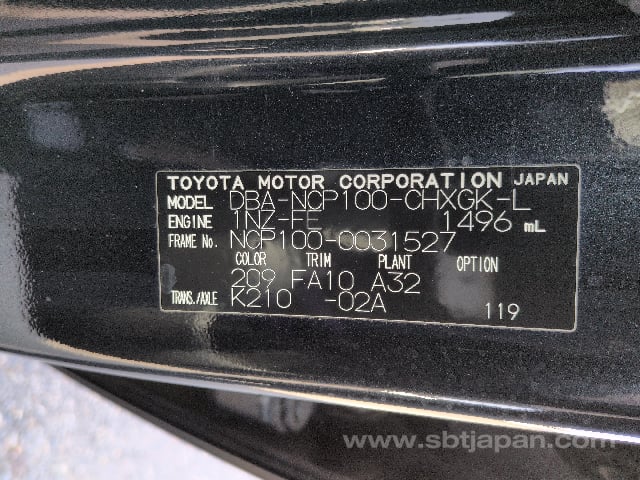 TOYOTA MOTOR CORPORATION JAPAN
MODEL DBA-NCP100-CHXGK-L
ENGINE 1NZ-FE 1496 mL
FRAME No. NCP100-0031527
COLOR TRIM PLANT OPTION
209 FA10 A32
TRANS./AXLE K210 -02A
119
www.sbtjapan.com